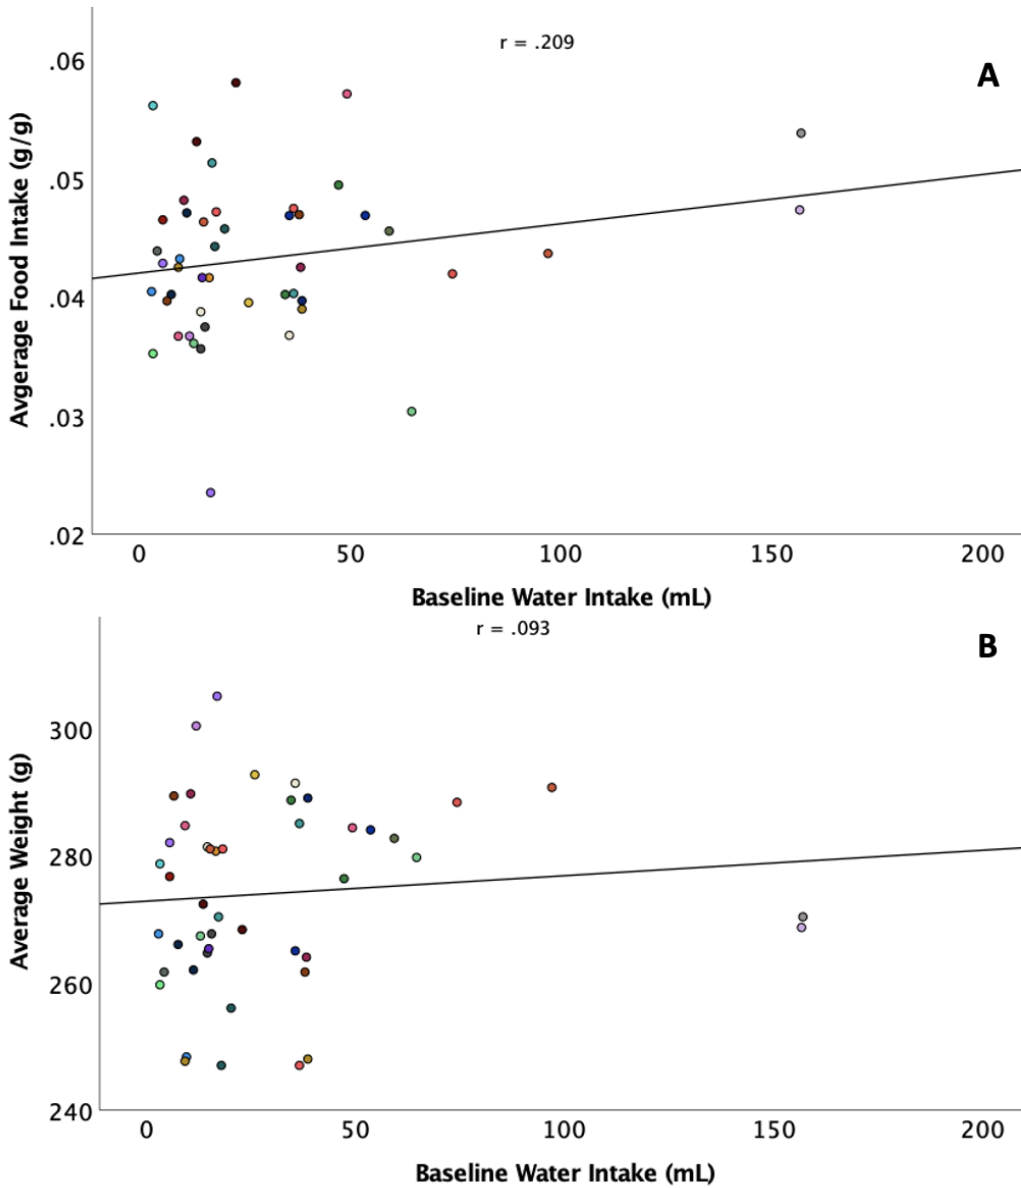 r = .209
A
.06
.05
.04
.03
.02
Avgerage Food Intake (g/g)
0 50 100 150 200
Baseline Water Intake (mL)
r = .093
B
300
280
260
240
Average Weight (g)
0 50 100 150 200
Baseline Water Intake (mL)